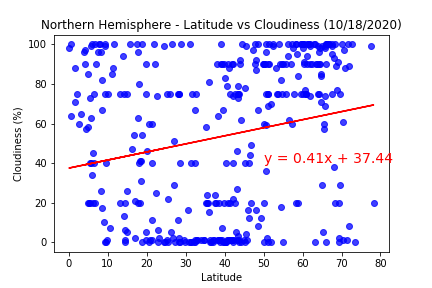 Northern Hemisphere - Latitude vs Cloudiness (10/18/2020)
100
80
60
40
20
0
Cloudiness (%)
y = 0.41x + 37.44
0 10 20 30 40 50 60 70 80
Latitude